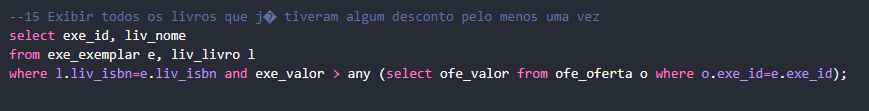 --15 Exibir todos os livros que j� tiveram algum desconto pelo menos uma vez
select exe_id, liv_nome
from exe_exemplar e, liv_livro l
where l.liv_isbn=e.liv_isbn and exe_valor > any (select ofe_valor from ofe_oferta o where o.exe_id=e.exe_id);